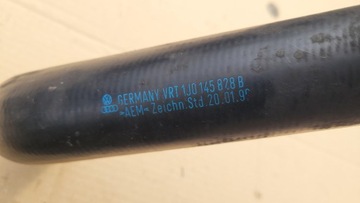 GERMANY VRT 1J0 145 828 B
-AEM- Zeichn.Std.20.01.9